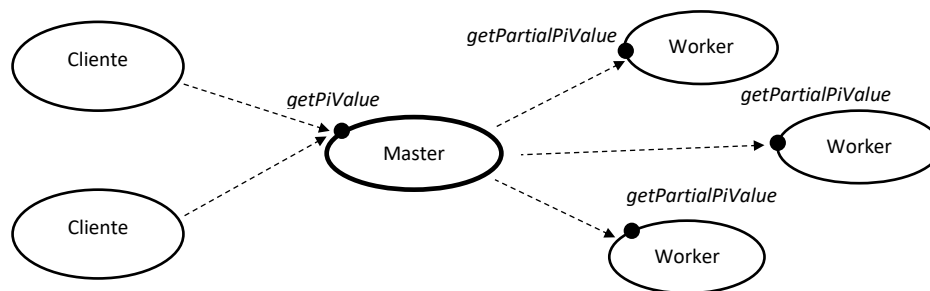 getPartialPiValue
Worker
Cliente
getPiValue
getPartialPiValue
Master
Worker
getPartialPiValue
Cliente
Worker